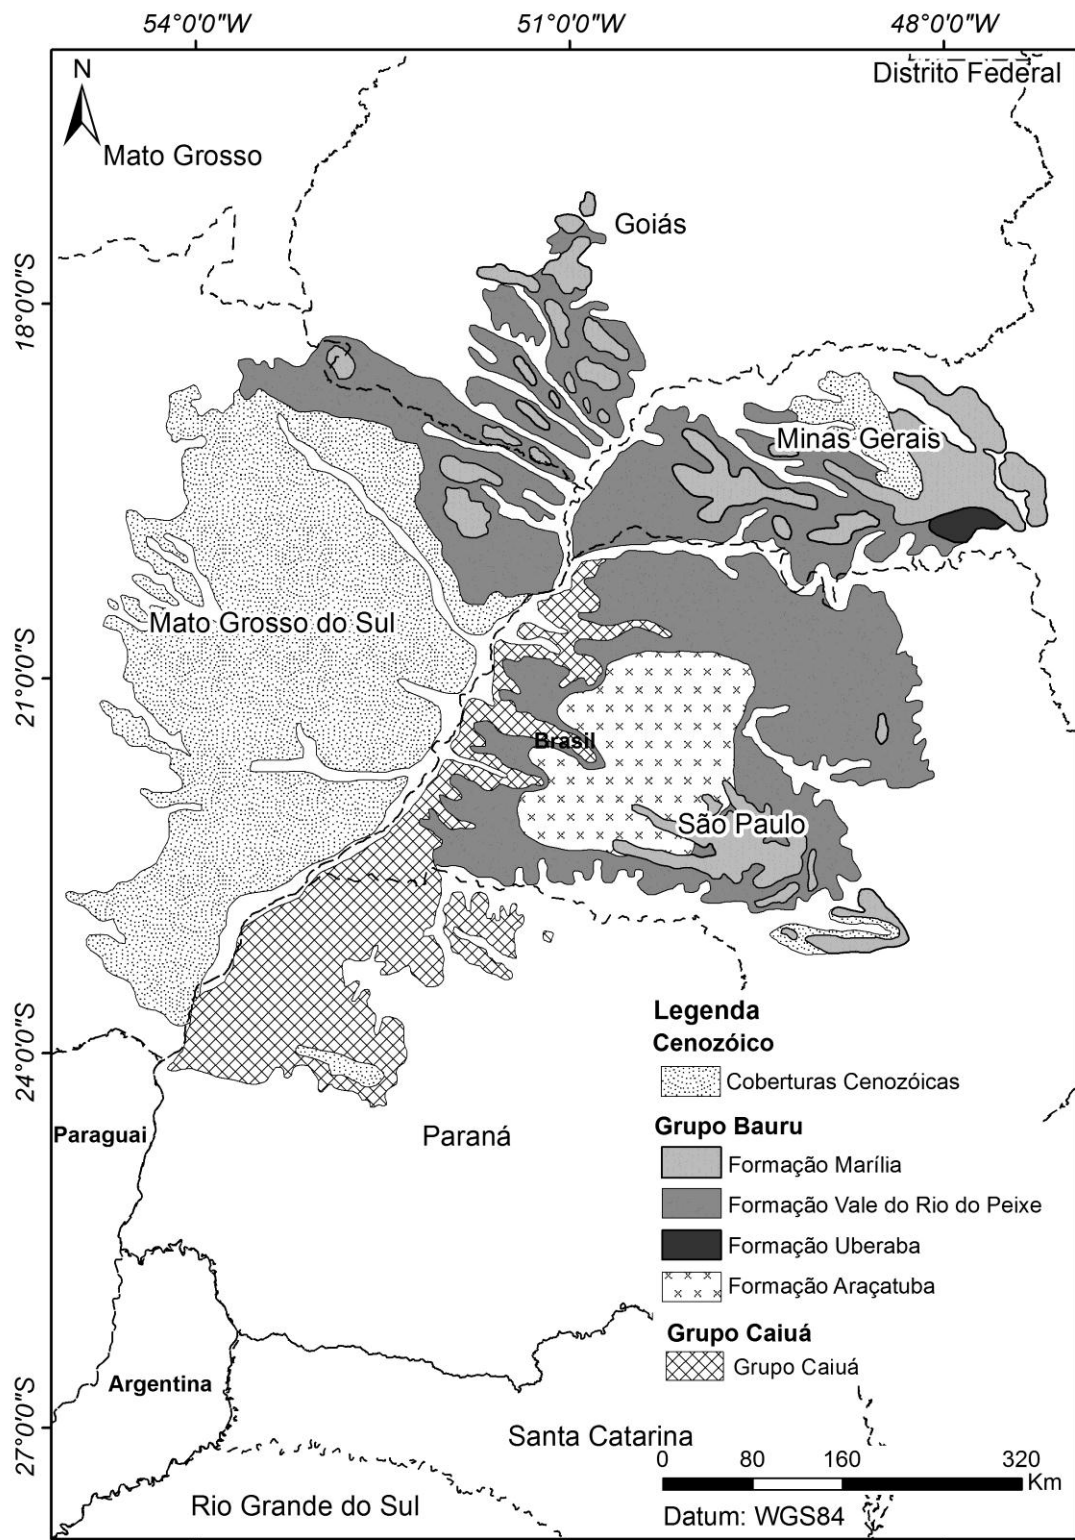 54°0'0"W
51°0'0"W
48°0'0"W
Distrito Federal
N
Mato Grosso
Goiás
18°0'0"S
Minas Gerais
Mato Grosso do Sul
21°0'0"S
Brasil
São Paulo
24°0'0"S
Legenda
Cenozóico
Coberturas Cenozóicas
Paraguai
Paraná
Grupo Bauru
Formação Marília
Formação Vale do Rio do Peixe
Formação Uberaba
Formação Araçatuba
Grupo Caiuá
Grupo Caiuá
Argentina
27°0'0"S
Santa Catarina
0 80 160 320
Km
Rio Grande do Sul
Datum: WGS84